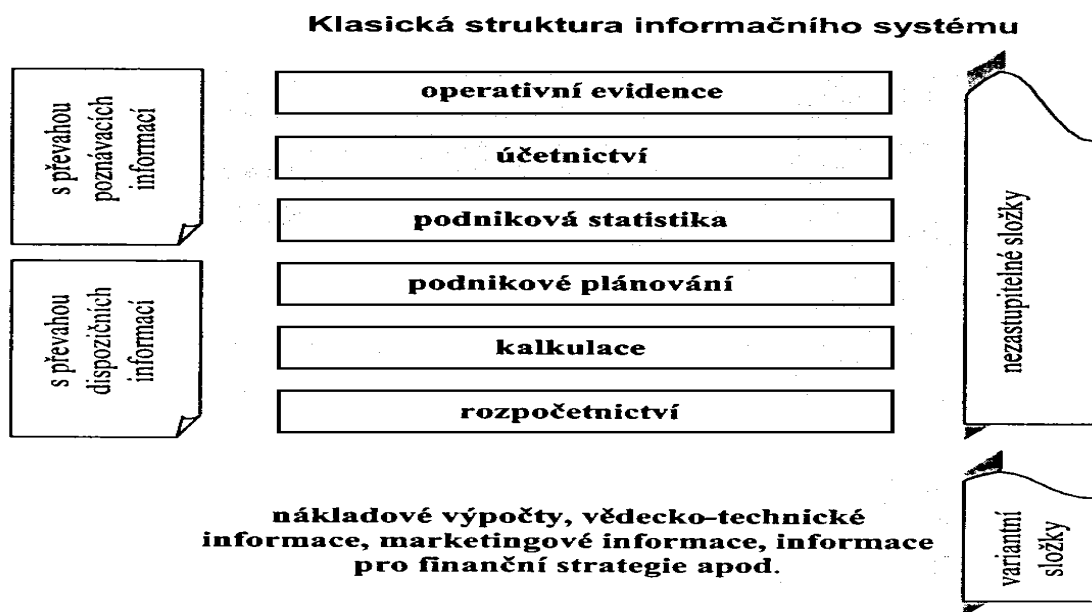 Klasická struktura informačního systému
s převahou
poznávacích
informací
operativní evidence
účetnictví
podniková statistika
s převahou
dispozičních
informací
podnikové plánování
kalkulace
rozpočetnictví
nezastupitelné složky
nákladové výpočty, vědecko-technické
informace, marketingové informace, informace
pro finanční strategie apod.
variantní
složky